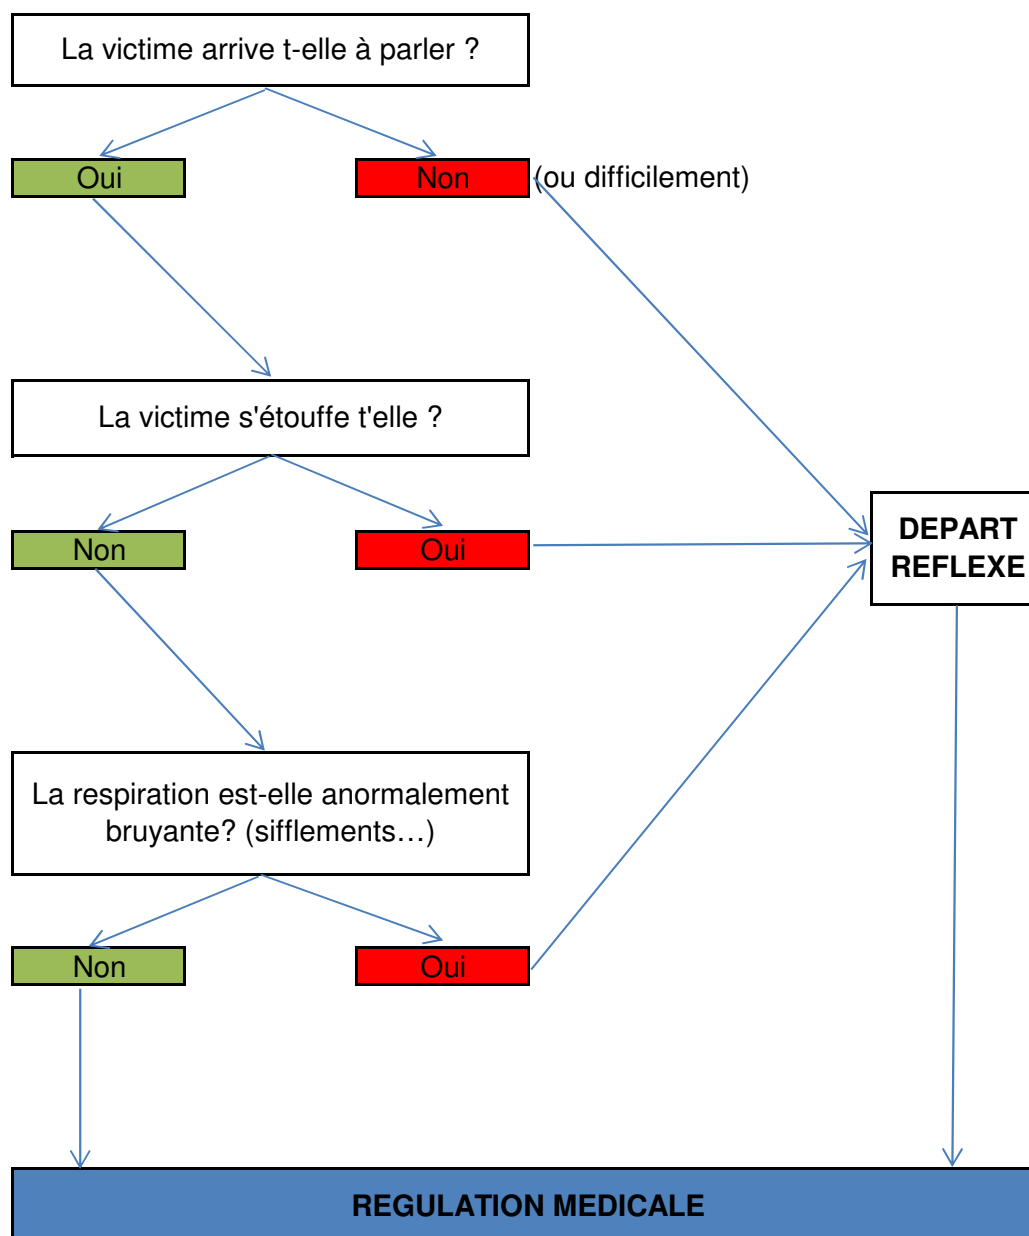 La victime arrive t-elle à parler ?
Oui
Non (ou difficilement)
La victime s'étouffe t'elle ?
Non
Oui
DEPART
REFLEXE
La respiration est-elle anormalement
bruyante? (sifflements…)
Non
Oui
REGULATION MEDICALE